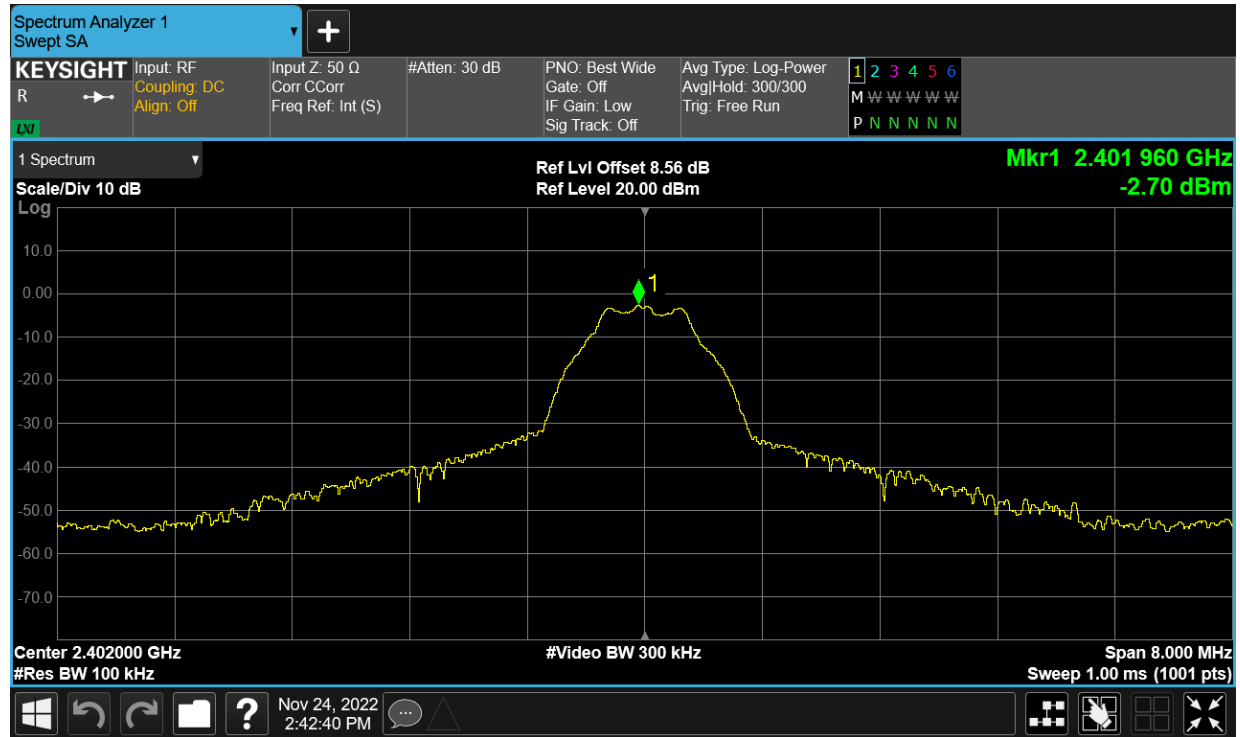 Spectrum Analyzer 1
Swept SA
KEYSIGHT
R
LXI
Input: RF
Coupling: DC
Align: Off
Input Z: 50 Ω
Corr CCorr
Freq Ref: Int (S)
#Atten: 30 dB
PNO: Best Wide
Gate: Off
IF Gain: Low
Sig Track: Off
Avg Type: Log-Power
Avg|Hold: 300/300
Trig: Free Run
1 2 3 4 5 6
M W W W W W W
P N N N N N N
1 Spectrum
Scale/Div 10 dB
Log
Ref Lvl Offset 8.56 dB
Ref Level 20.00 dBm
Mkr1 2.401 960 GHz
-2.70 dBm
10.0
0.00
-10.0
-20.0
-30.0
-40.0
-50.0
-60.0
-70.0
1
Center 2.402000 GHz
#Res BW 100 kHz
#Video BW 300 kHz
Span 8.000 MHz
Sweep 1.00 ms (1001 pts)
?
Nov 24, 2022
2:42:40 PM